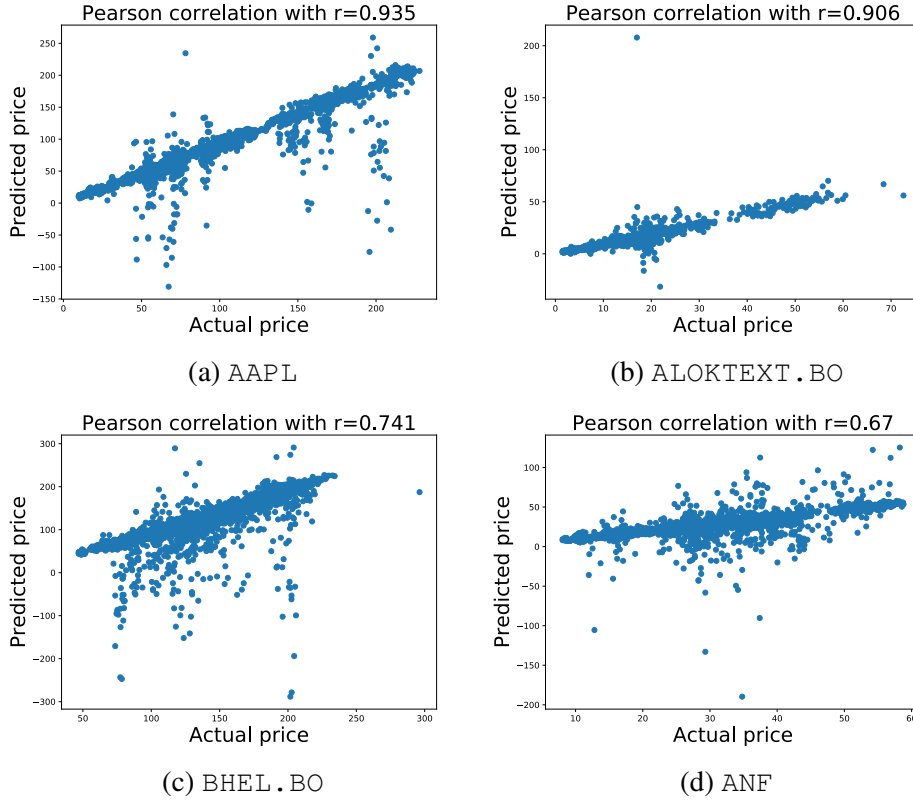 Pearson correlation with r=0.935
Predicted price
250
200
150
100
50
0
−50
−100
−150
0 50 100 150 200
Actual price
(a) AAPL
Pearson correlation with r=0.906
Predicted price
200
150
100
50
0
0 10 20 30 40 50 60 70
Actual price
(b) ALOKTEXT.BO
Pearson correlation with r=0.741
Predicted price
300
200
100
0
−100
−200
−300
50 100 150 200 250 300
Actual price
(c) BHEL.BO
Pearson correlation with r=0.67
Predicted price
100
50
0
−50
−100
−150
−200
10 20 30 40 50 60
Actual price
(d) ANF